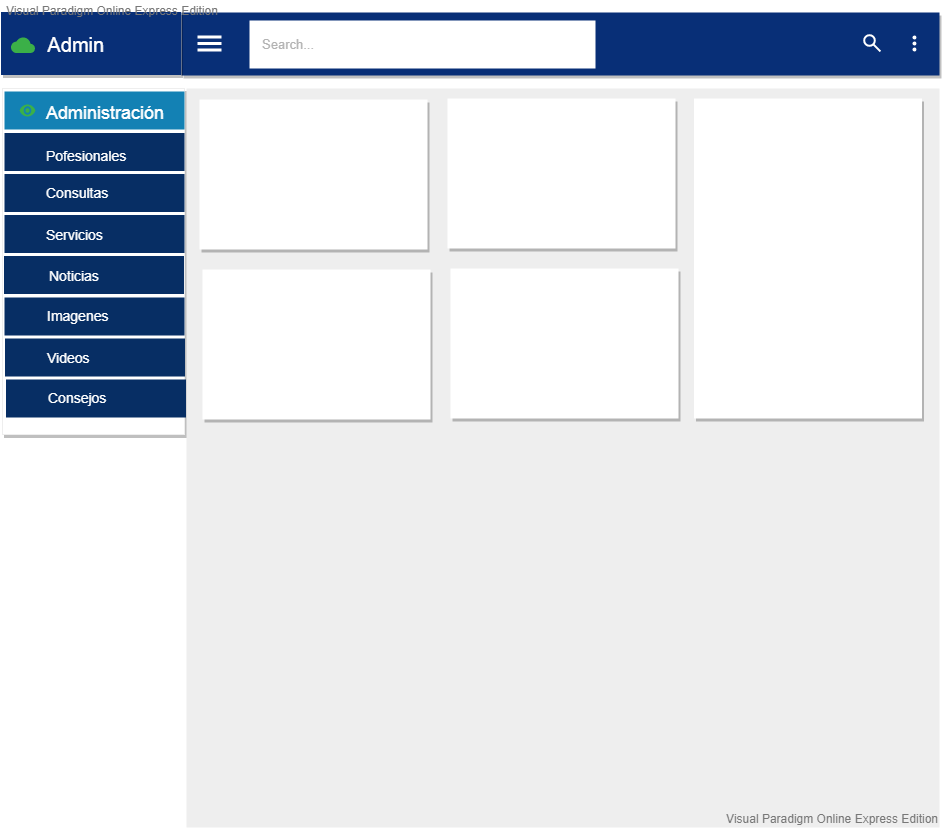 Visual Paradigm Online Express Edition
Admin
Search...
Administración
Pofesionales
Consultas
Servicios
Noticias
Imagenes
Videos
Consejos
Visual Paradigm Online Express Edition